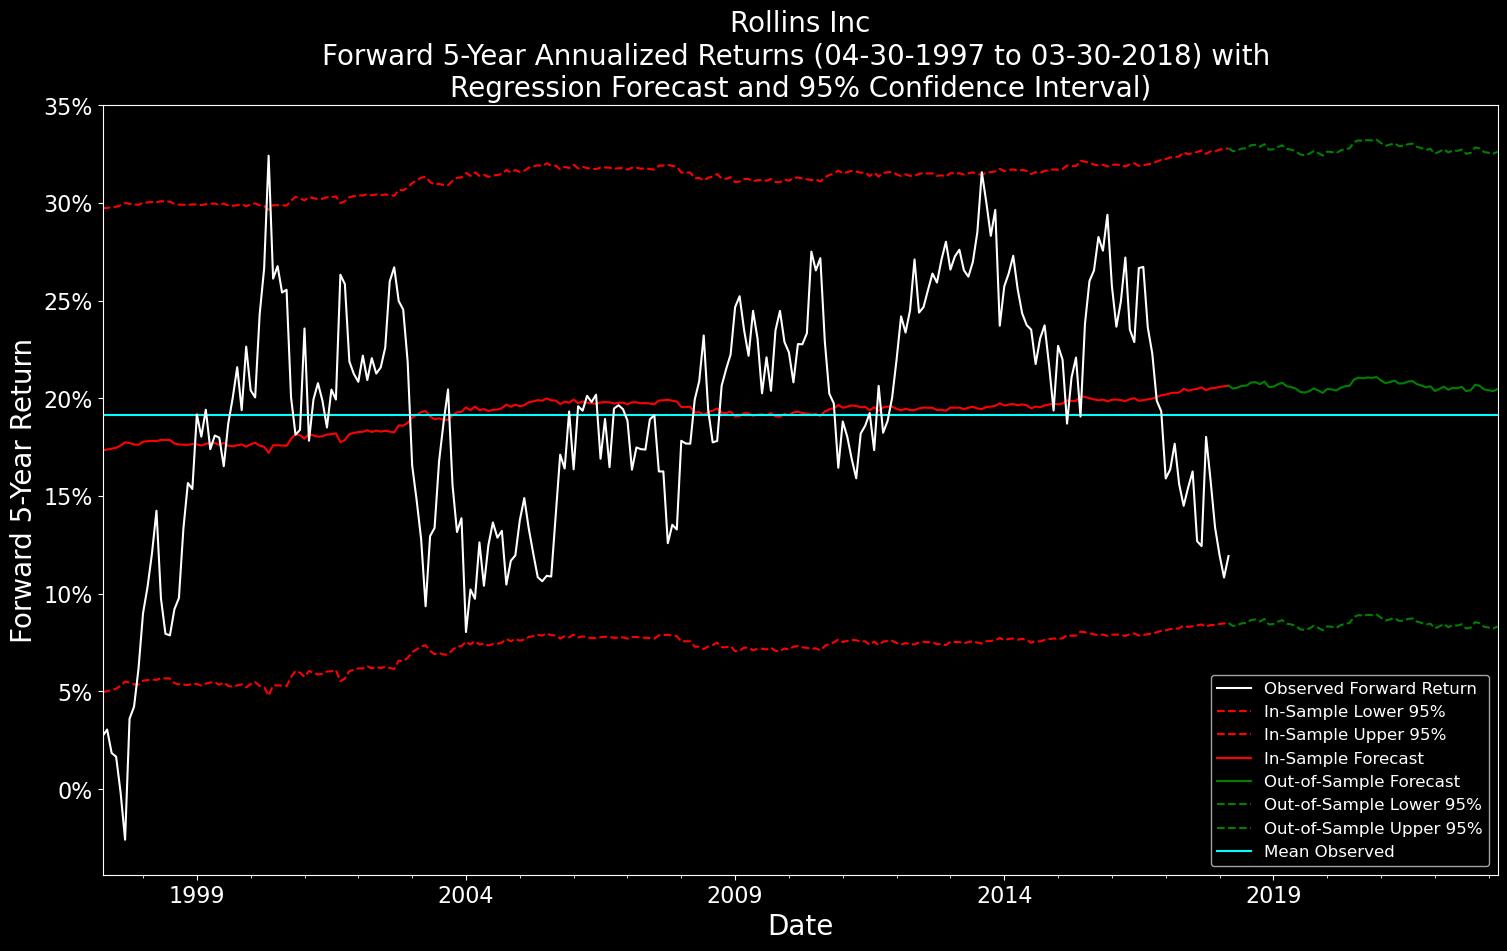 Rollins Inc
Forward 5-Year Annualized Returns (04-30-1997 to 03-30-2018) with
Regression Forecast and 95% Confidence Interval)
35%
30%
25%
20%
15%
10%
5%
0%
Forward 5-Year Return
Observed Forward Return
In-Sample Lower 95%
In-Sample Upper 95%
In-Sample Forecast
Out-of-Sample Forecast
Out-of-Sample Lower 95%
Out-of-Sample Upper 95%
Mean Observed
1999
2004
2009
2014
2019
Date